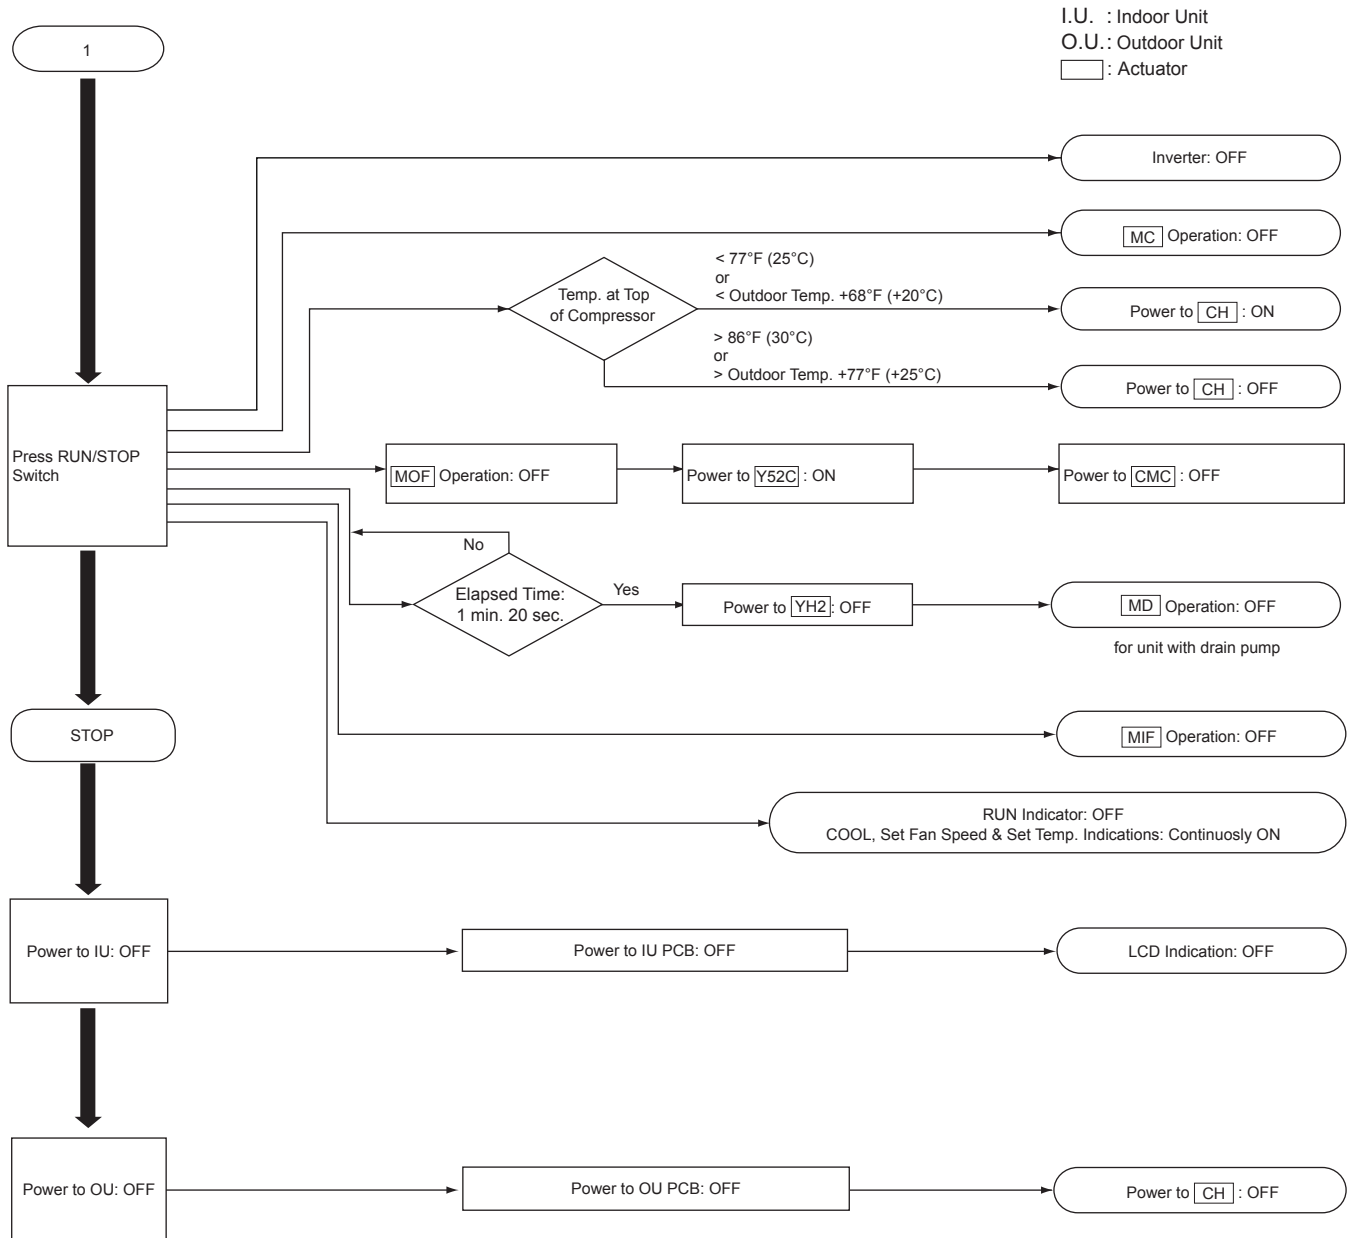 I.U. : Indoor Unit
O.U.: Outdoor Unit
: Actuator
1
Inverter: OFF
MC Operation: OFF
Temp. at Top
of Compressor
< 77°F (25°C)
or
< Outdoor Temp. +68°F (+20°C)
Power to CH : ON
> 86°F (30°C)
or
> Outdoor Temp. +77°F (+25°C)
Power to CH : OFF
Press RUN/STOP
Switch
MOF Operation: OFF
Power to Y52C : ON
Power to CMC : OFF
No
Elapsed Time:
1 min. 20 sec.
Yes
Power to YH2 : OFF
MD Operation: OFF
for unit with drain pump
STOP
MIF Operation: OFF
RUN Indicator: OFF
COOL, Set Fan Speed & Set Temp. Indications: Continuosly ON
Power to IU: OFF
Power to IU PCB: OFF
LCD Indication: OFF
Power to OU: OFF
Power to OU PCB: OFF
Power to CH : OFF